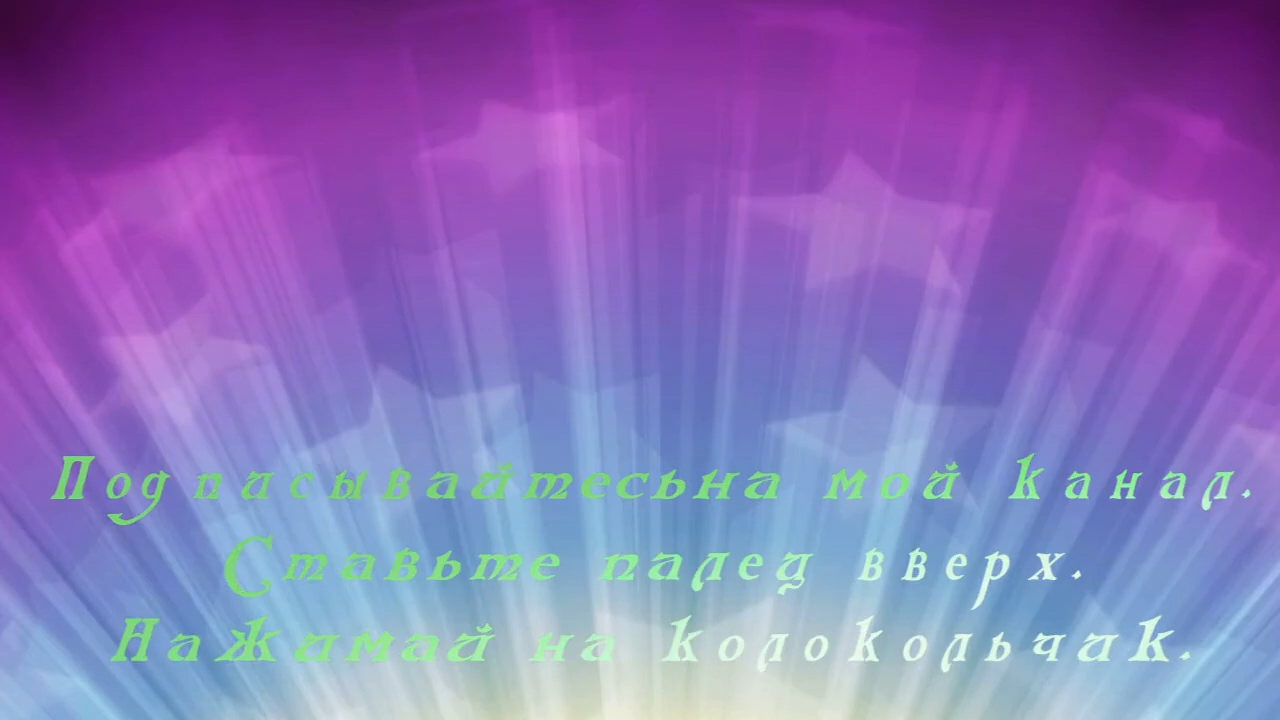 Подписывайтесьна мой канал.
Ставьте палец вверх.
Нажимай на колокольчик.